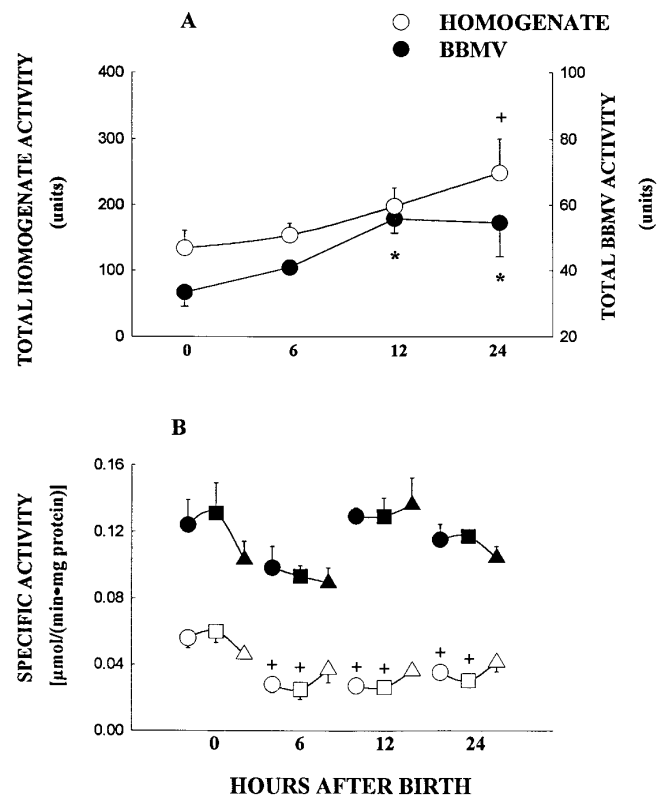 A
HOMOGENATE
BBMV
TOTAL HOMOGENATE ACTIVITY
(units)
400
300
200
100
0
100
80
60
40
20
TOTAL BBMV ACTIVITY
(units)
+
*
*
0 6 12 24
B
SPECIFIC ACTIVITY
[µmol/(min•mg protein)]
0.16
0.12
0.08
0.04
0.00
+ + + + + +
0 6 12 24
HOURS AFTER BIRTH